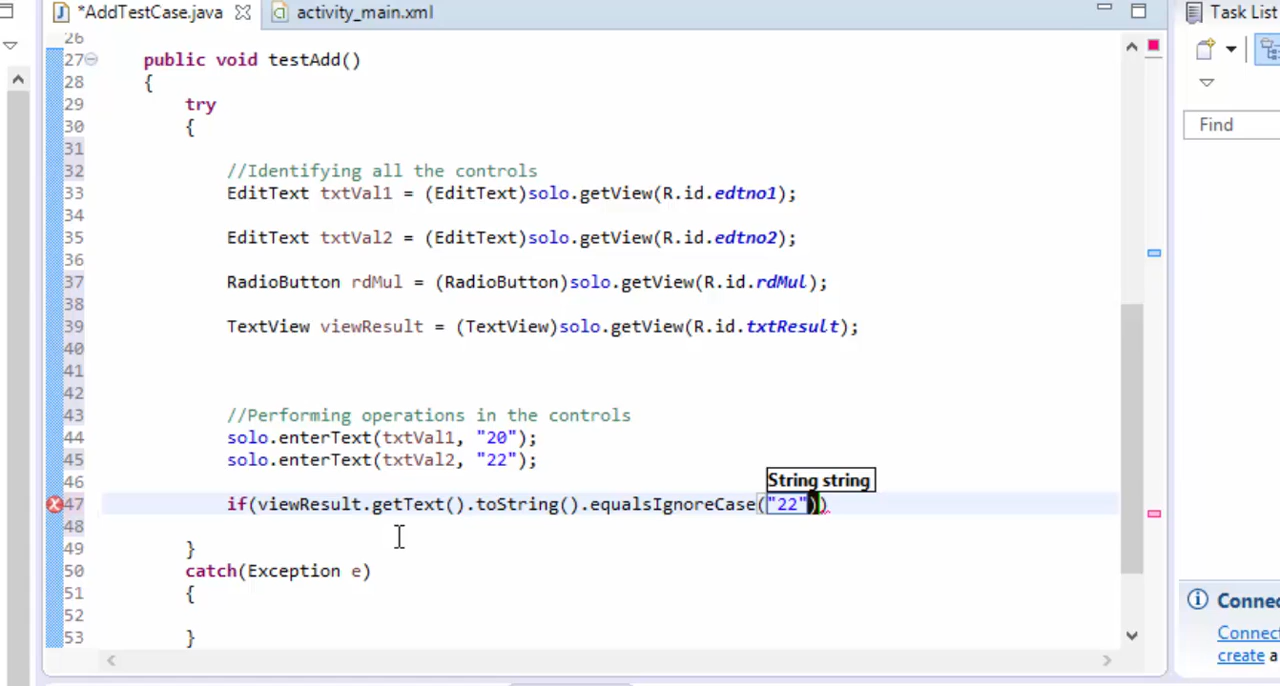 *AddTestCase.java
activity_main.xml
Task List
26
27 public void testAdd()
28 {
29 try
30 {
31
32 //Identifying all the controls
33 EditText txtVal1 = (EditText)solo.getView(R.id.edtno1);
34
35 EditText txtVal2 = (EditText)solo.getView(R.id.edtno2);
36
37 RadioButton rdMul = (RadioButton)solo.getView(R.id.rdMul);
38
39 TextView viewResult = (TextView)solo.getView(R.id.txtResult);
40
41
42
43 //Performing operations in the controls
44 solo.enterText(txtVal1, "20");
45 solo.enterText(txtVal2, "22");
46
String string
47 if(viewResult.getText().toString().equalsIgnoreCase("22"))
48
49 }
50 catch(Exception e)
51 {
52
53 }
Find
Connec
Connect
create a